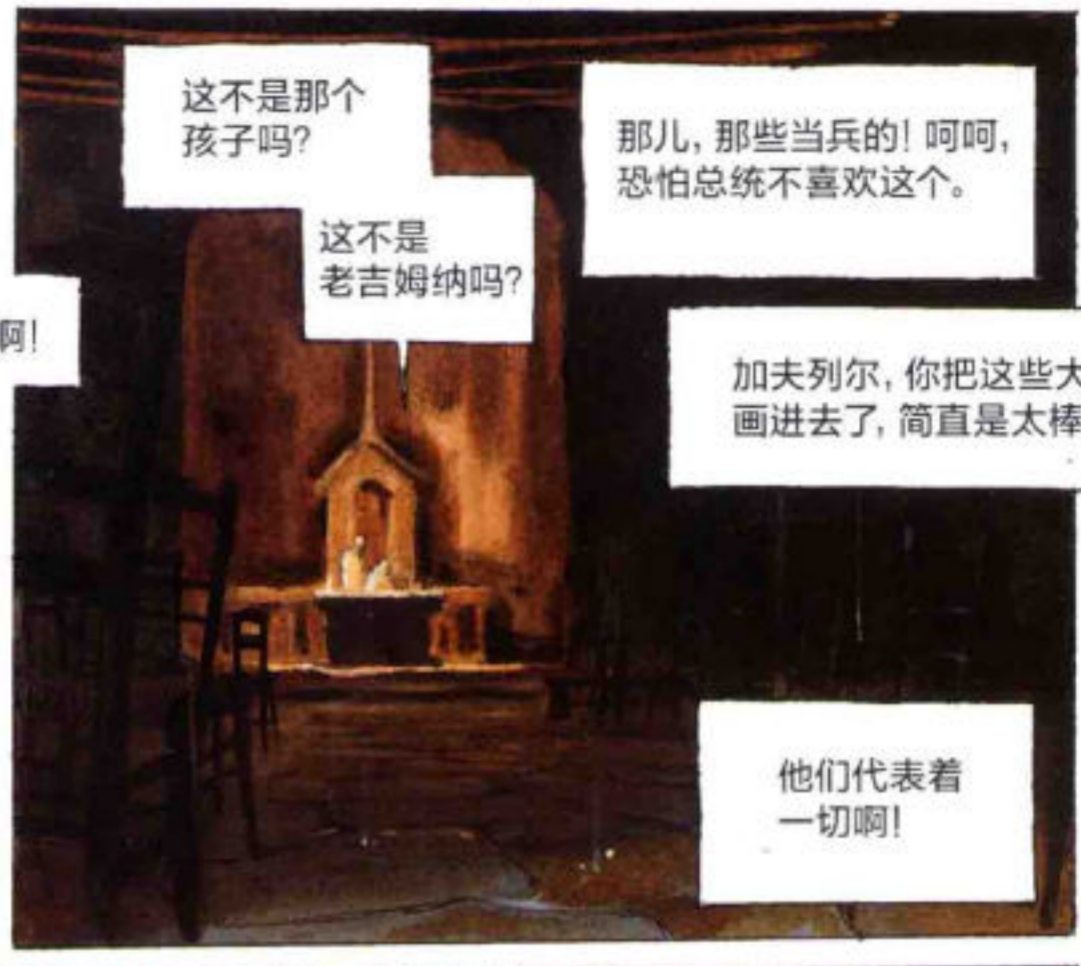 这不是那个
孩子吗?
这不是
老吉姆纳吗?
啊!
那儿,那些当兵的!呵呵,
恐怕总统不喜欢这个。
加夫列尔,你把这些大
画进去了,简直是太棒
他们代表着
一切啊!